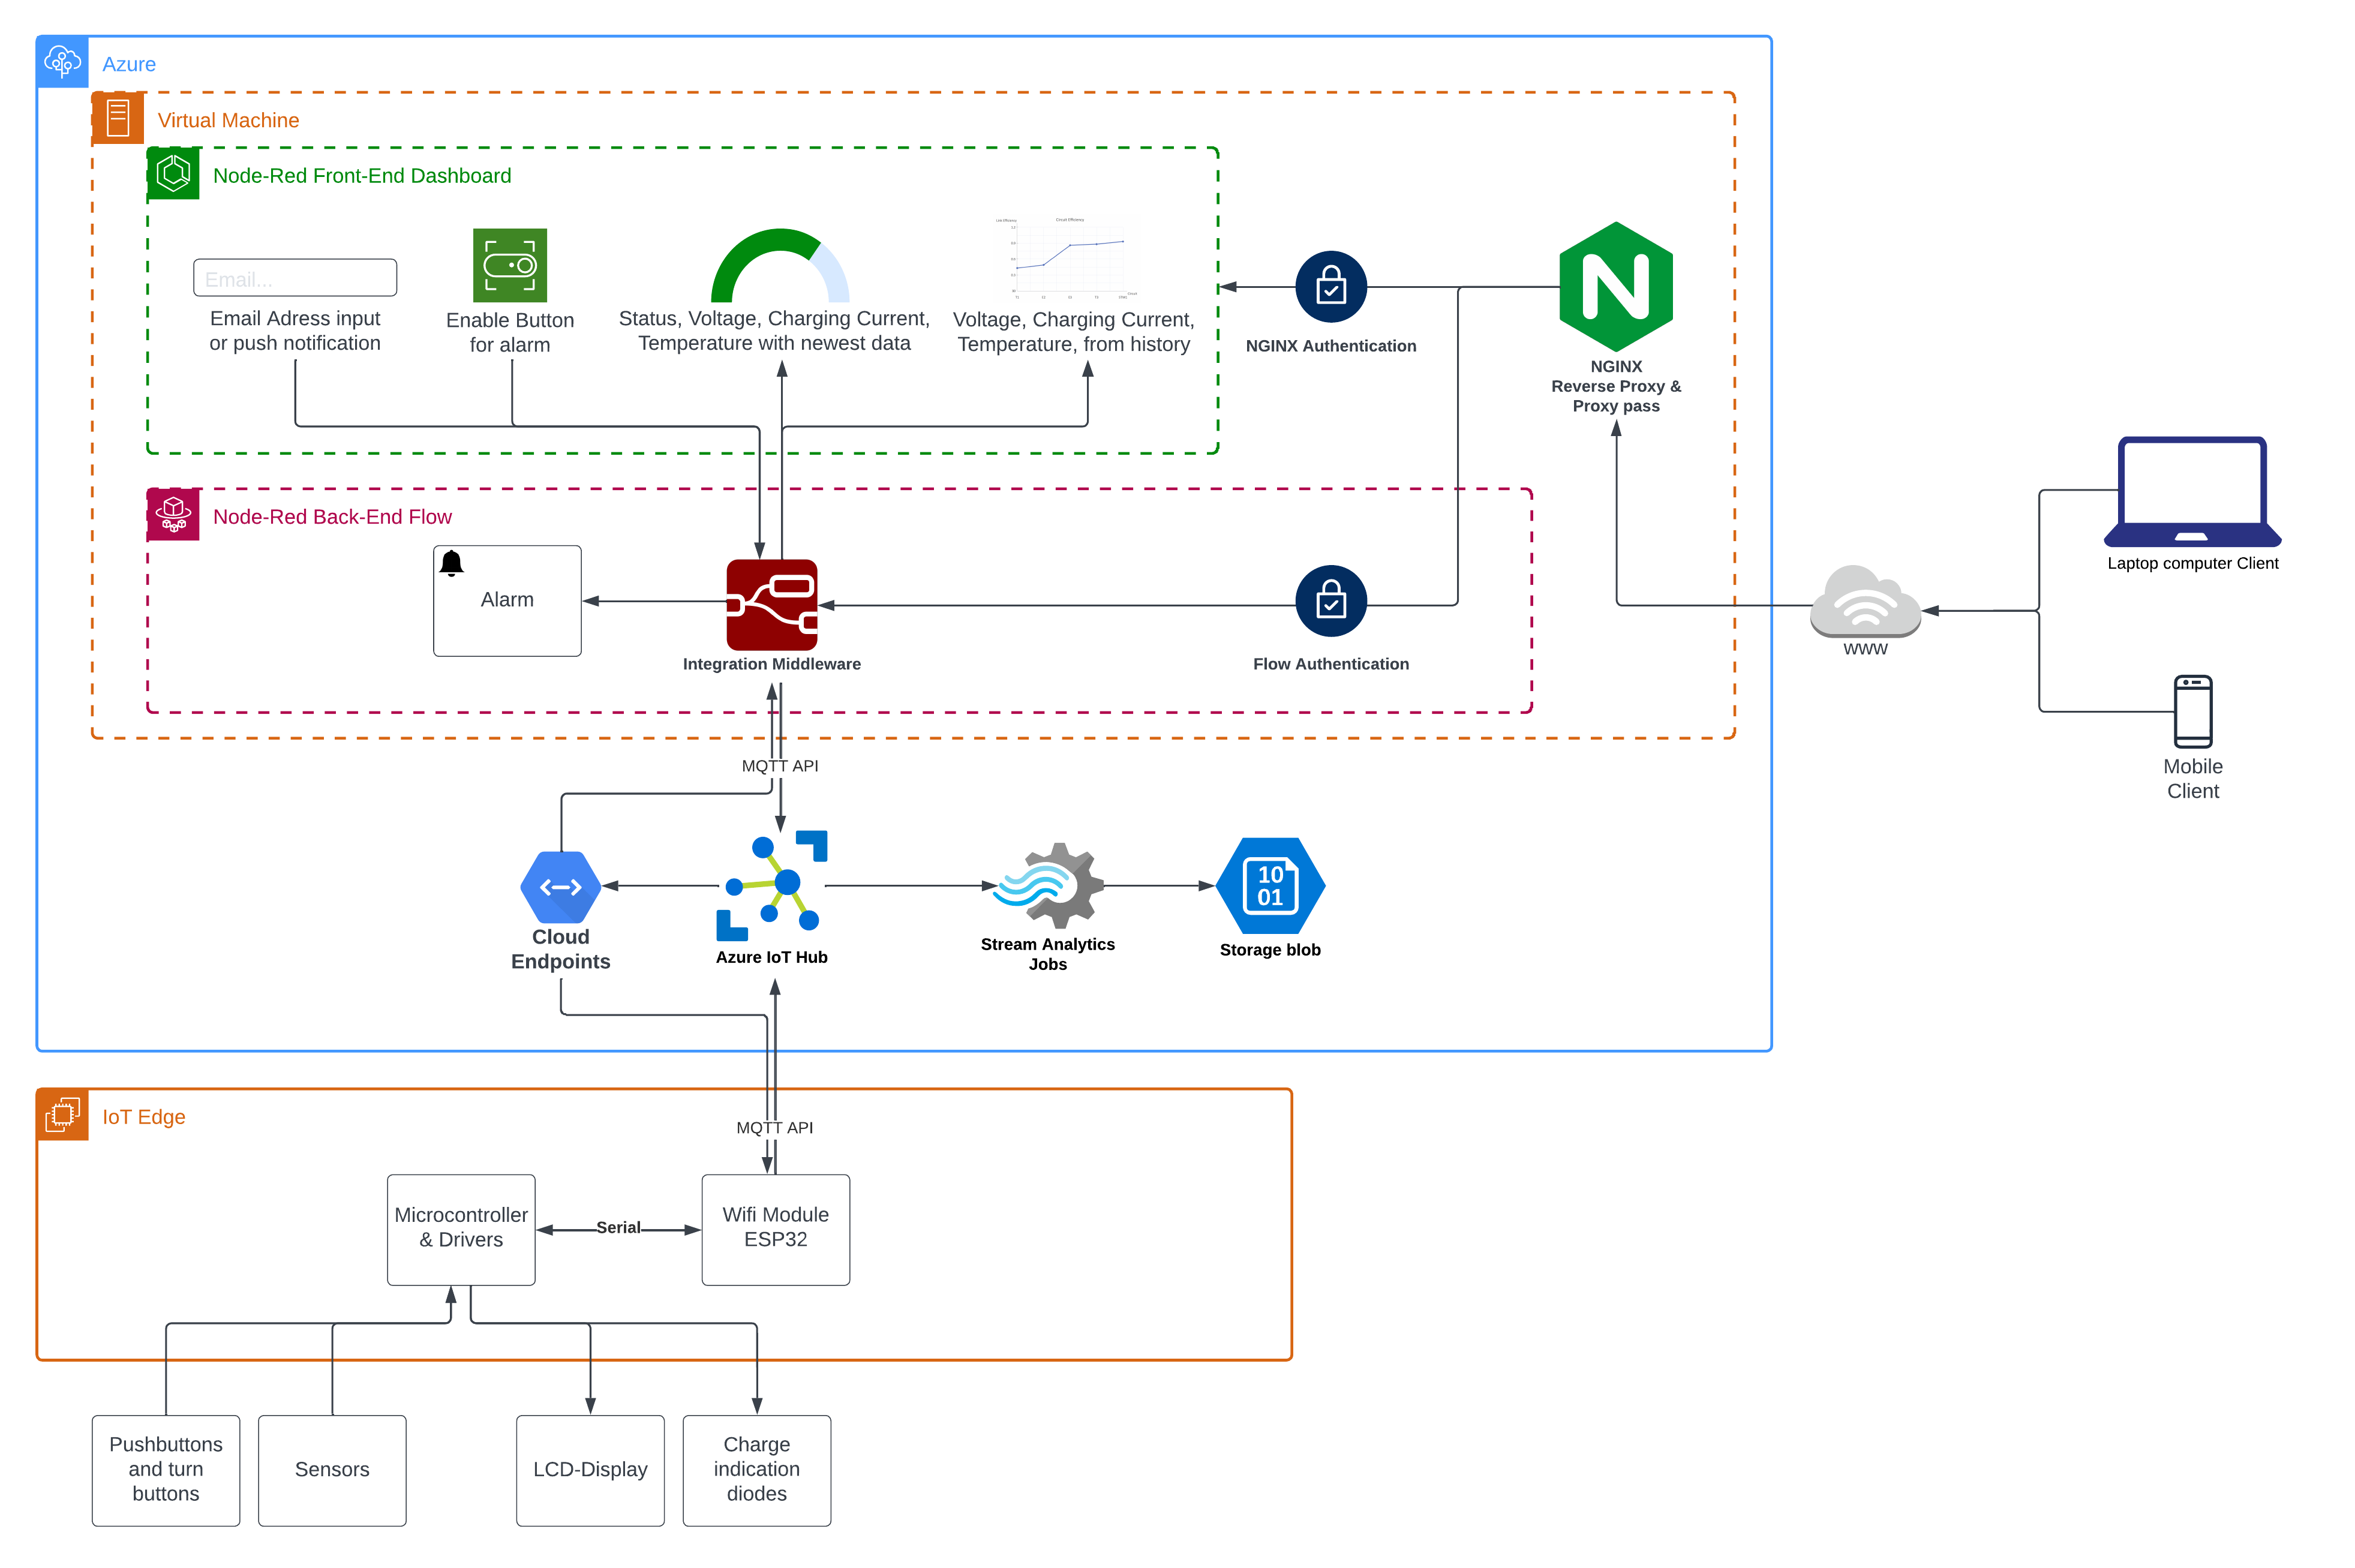 Azure
Virtual Machine
Node-Red Front-End Dashboard
Email...
Email Adress input
or push notification
Enable Button
for alarm
Status, Voltage, Charging Current,
Temperature with newest data
Circuit Efficiency
Voltage, Charging Current,
Temperature, from history
NGINX Authentication
N
NGINX
Reverse Proxy &
Proxy pass
Node-Red Back-End Flow
Alarm
Integration Middleware
Flow Authentication
Laptop computer Client
www
Mobile
Client
MQTT API
Cloud
Endpoints
Azure IoT Hub
Stream Analytics
Jobs
10
01
Storage blob
IoT Edge
MQTT API
Microcontroller
& Drivers
Serial
Wifi Module
ESP32
Pushbuttons
and turn
buttons
Sensors
LCD-Display
Charge
indication
diodes